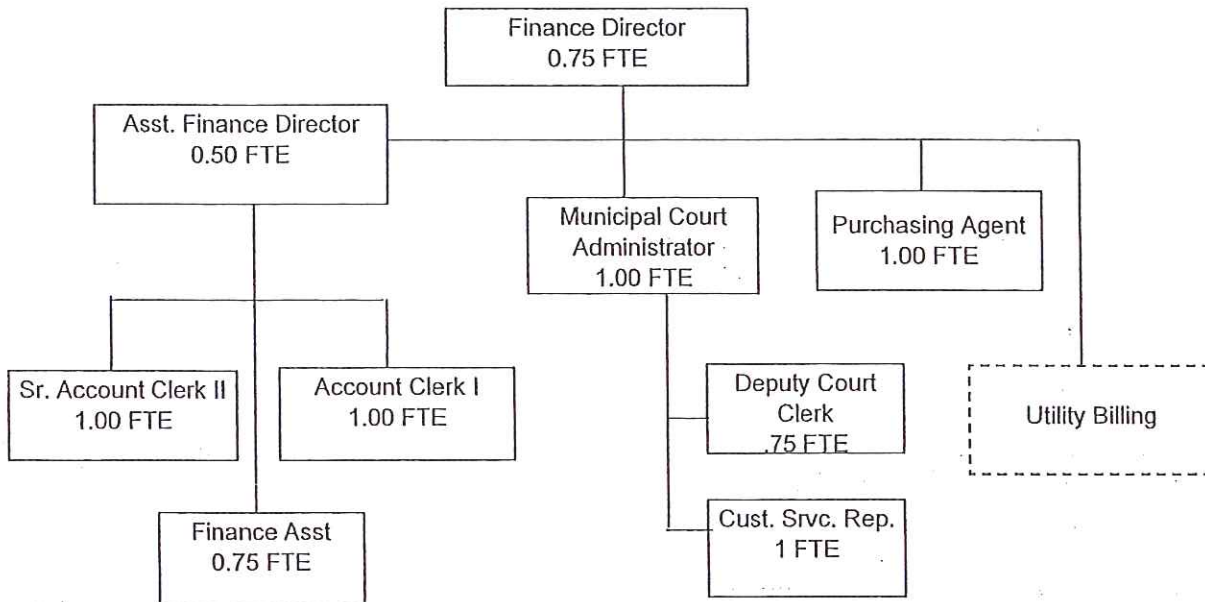 Finance Director
0.75 FTE
Asst. Finance Director
0.50 FTE
Municipal Court
Administrator
1.00 FTE
Purchasing Agent
1.00 FTE
Sr. Account Clerk II
1.00 FTE
Account Clerk I
1.00 FTE
Deputy Court
Clerk
.75 FTE
Utility Billing
Finance Asst
0.75 FTE
Cust. Srvc. Rep.
1 FTE